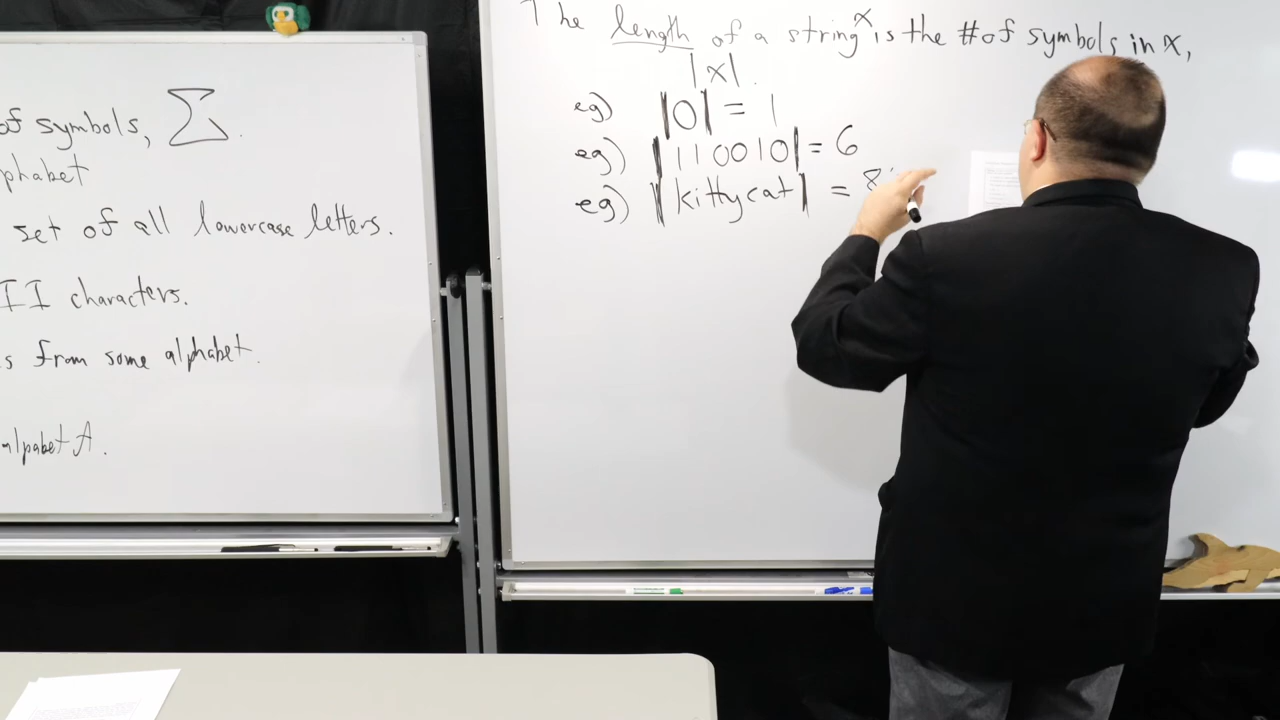 of symbols, Σ.
phabet
set of all lowercase letters.
II characters.
s from some alphabet.
alpabet A.
The length of a string x is the # of symbols in x,
|x|.
eg) |0| = 1
eg) |110010| = 6
eg) |kittycat| = 8